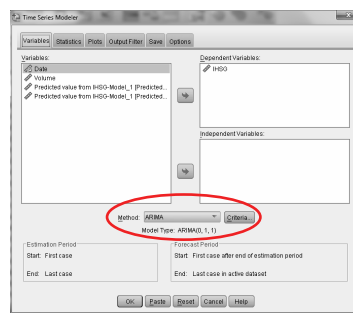 Time Series Modeler
Variables Statistics Plots Output Filter Save Options
Variables:
Date
Volume
Predicted value from IHSG-Model_1 [Predicted...
Predicted value from IHSG-Model_1 [Predicted...
Dependent Variables:
IHSG
Independent Variables:
Method: ARIMA Criteria...
Model Type: ARIMA(0, 1, 1)
Estimation Period
Start: First case
End: Last case
Forecast Period
Start: First case after end of estimation period
End: Last case in active dataset
OK Paste Reset Cancel Help